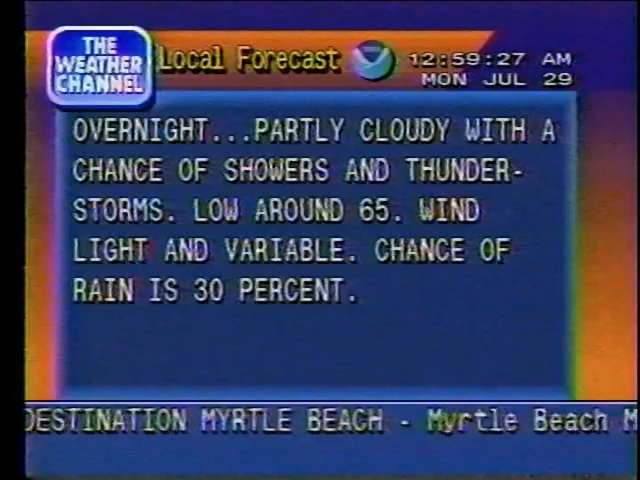 THE
WEATHER
CHANNEL
Local Forecast
12:59:27 AM
MON JUL 29
OVERNIGHT...PARTLY CLOUDY WITH A
CHANCE OF SHOWERS AND THUNDER-
STORMS. LOW AROUND 65. WIND
LIGHT AND VARIABLE. CHANCE OF
RAIN IS 30 PERCENT.
DESTINATION MYRTLE BEACH - Myrtle Beach M